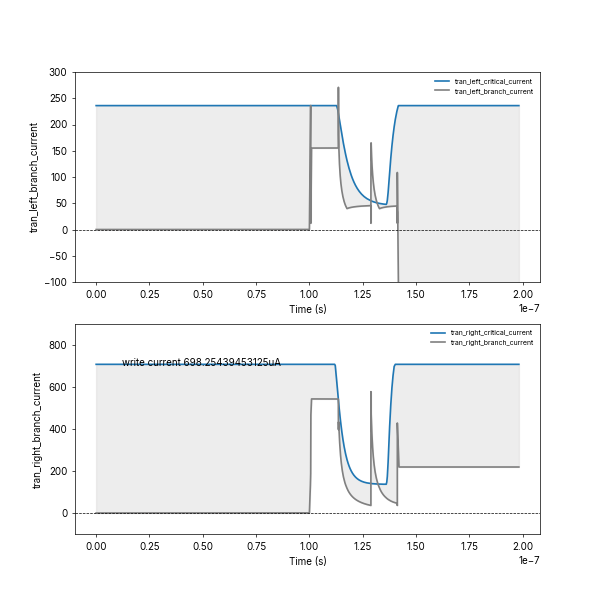 300
250
200
150
100
50
0
−50
−100
tran_left_branch_current
tran_left_critical_current
tran_left_branch_current
0.00 0.25 0.50 0.75 1.00 1.25 1.50 1.75 2.00
Time (s)
1e−7
800
600
400
200
0
tran_right_branch_current
tran_right_critical_current
tran_right_branch_current
write current 698.25439453125uA
0.00 0.25 0.50 0.75 1.00 1.25 1.50 1.75 2.00
Time (s)
1e−7